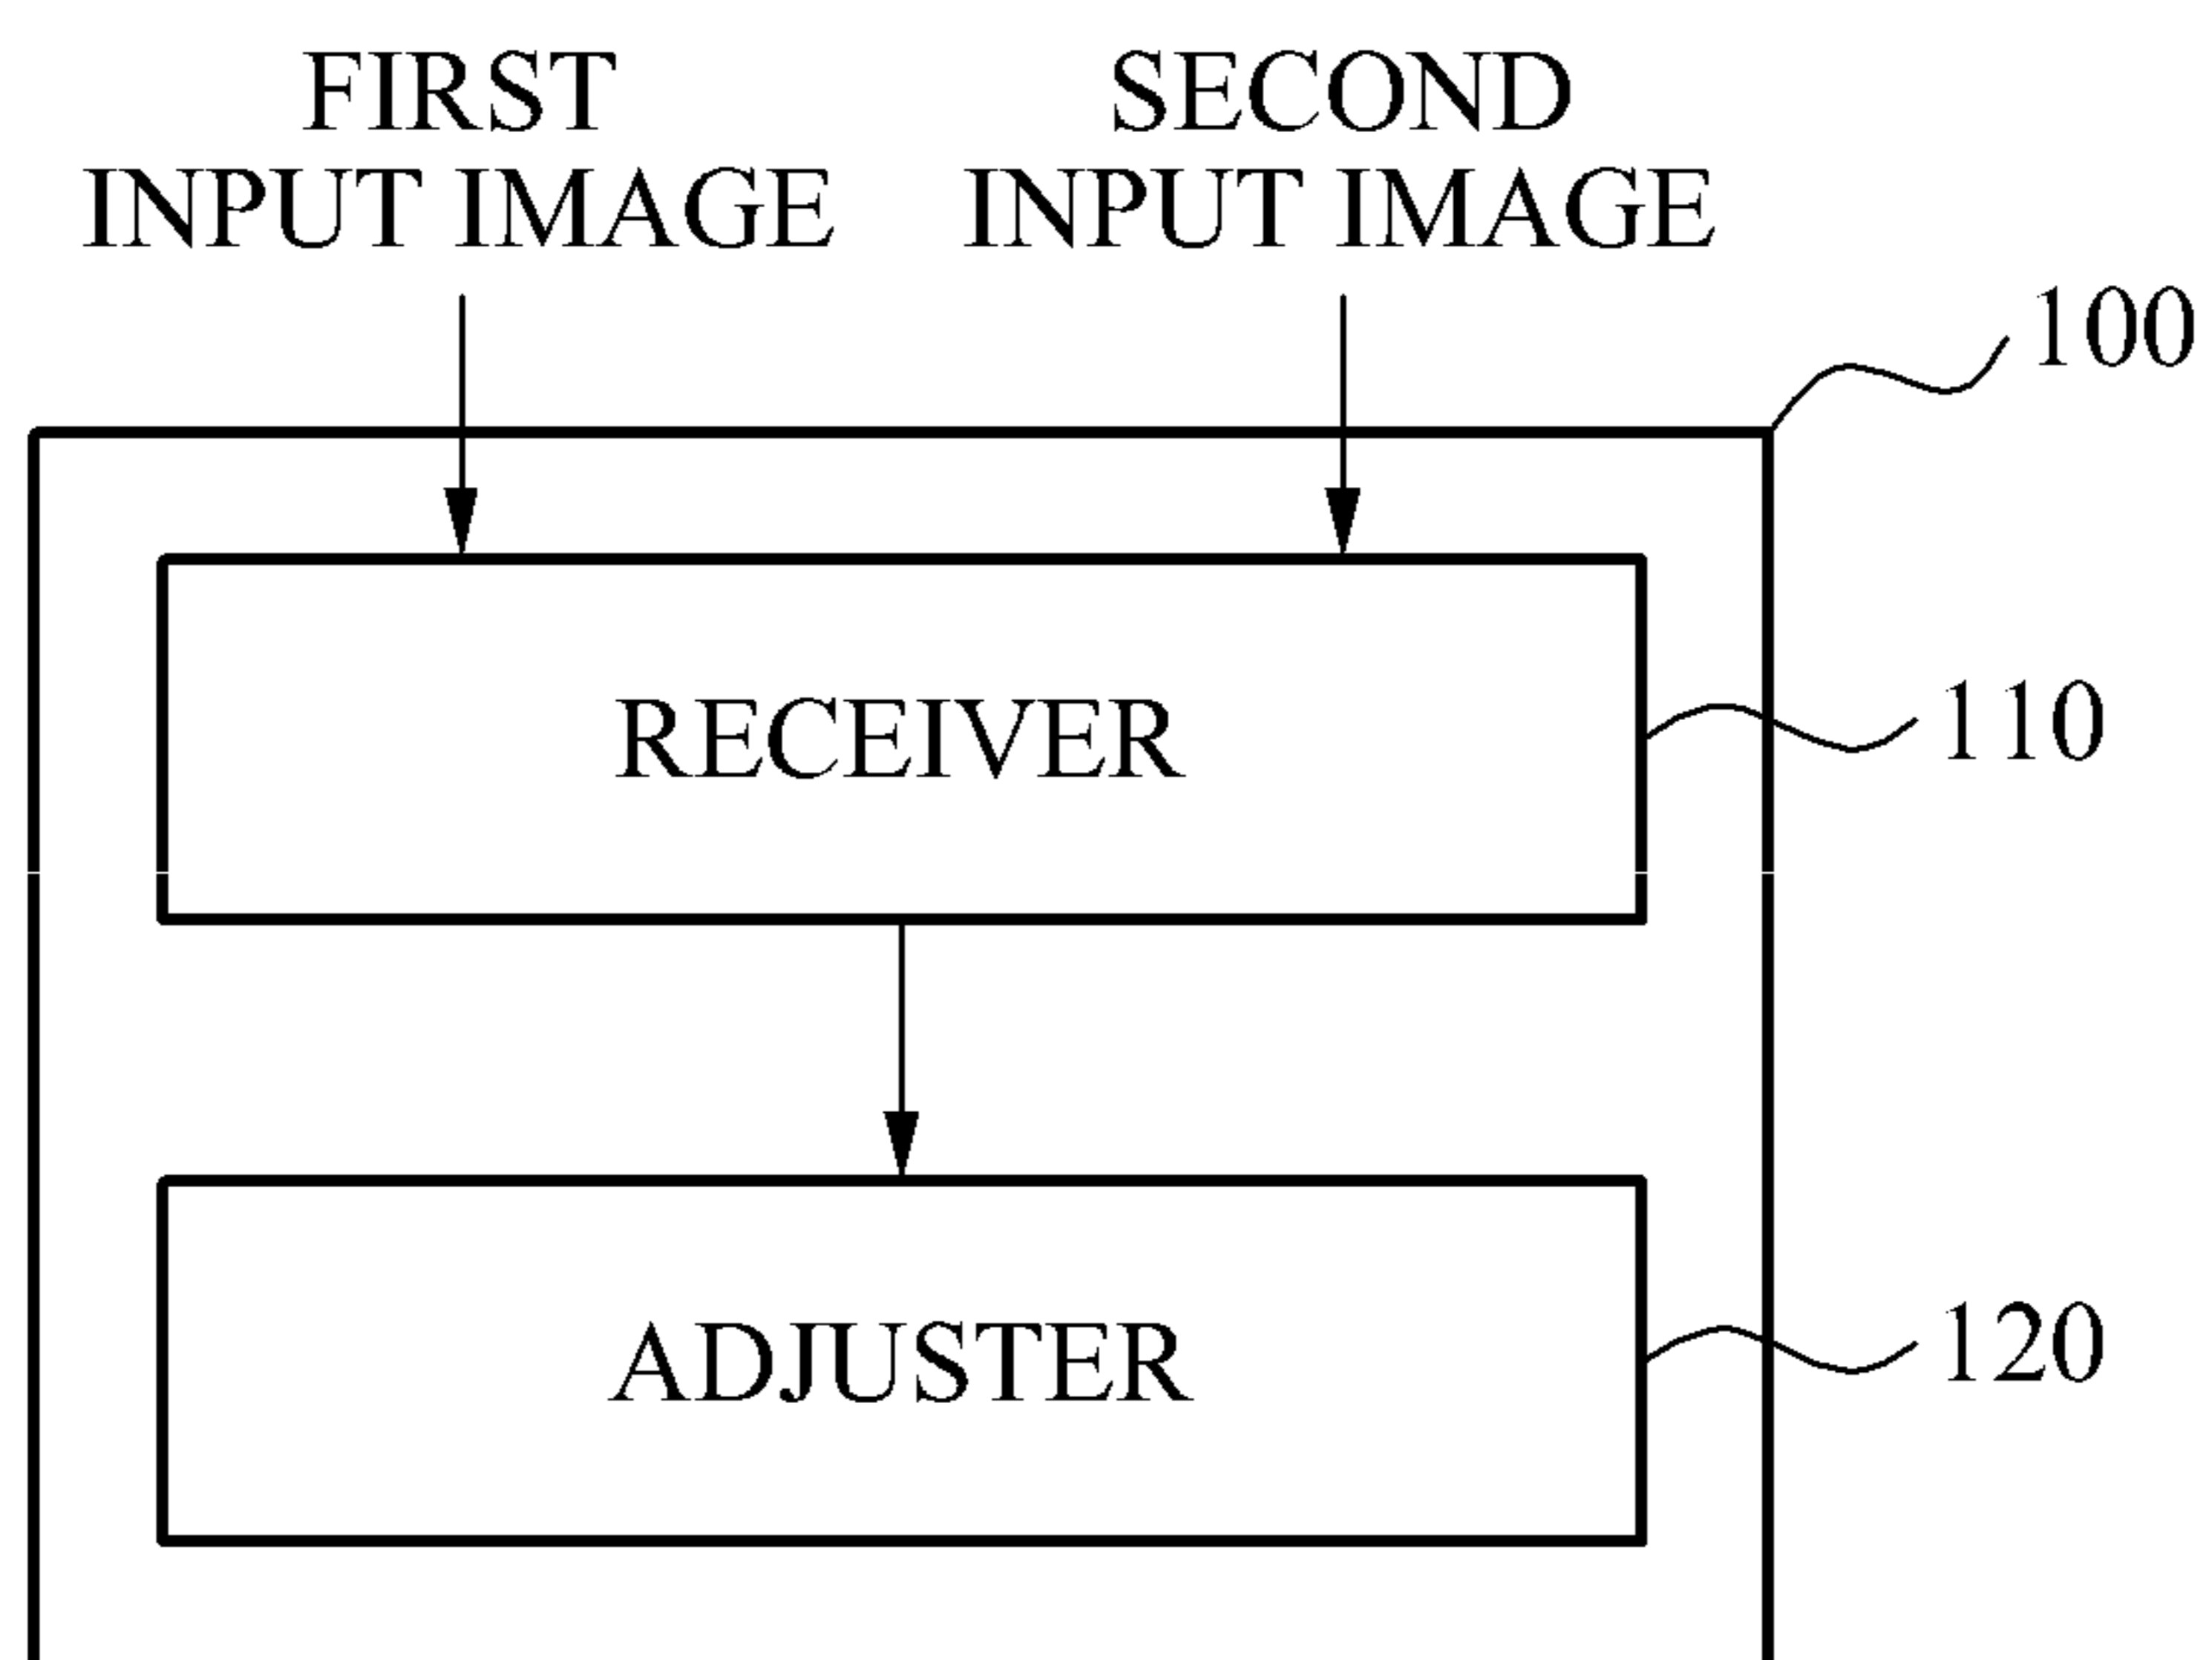 FIRST
INPUT IMAGE
SECOND
INPUT IMAGE
100
RECEIVER
110
ADJUSTER
120